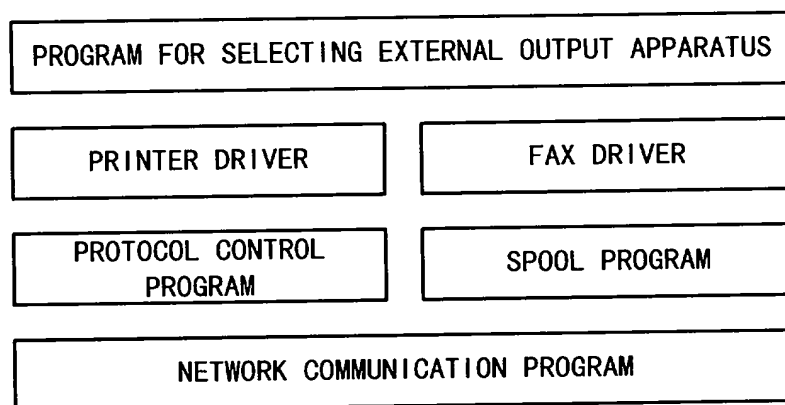 PROGRAM FOR SELECTING EXTERNAL OUTPUT APPARATUS
PRINTER DRIVER
FAX DRIVER
PROTOCOL CONTROL
PROGRAM
SPOOL PROGRAM
NETWORK COMMUNICATION PROGRAM